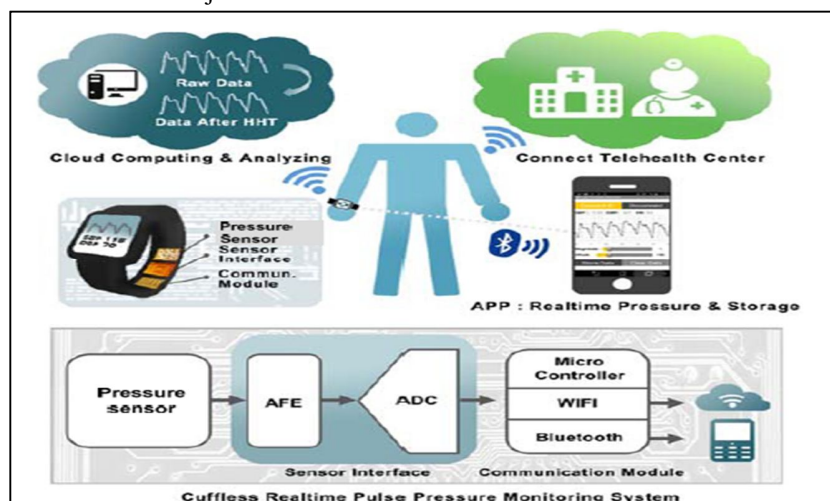 Raw Data
Data After HHT
Cloud Computing & Analyzing
Connect Telehealth Center
Pressure
Sensor
Sensor
Interface
Commun.
Module
APP : Realtime Pressure & Storage
Pressure
sensor
AFE
ADC
Micro
Controller
WIFI
Bluetooth
Sensor Interface
Communication Module
Cuffless Realtime Pulse Pressure Monitoring System